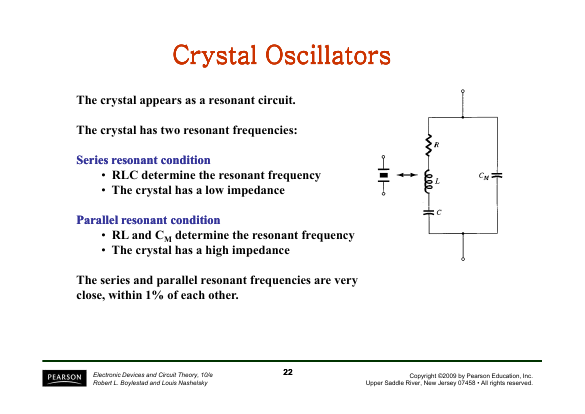 Crystal Oscillators
The crystal appears as a resonant circuit.
The crystal has two resonant frequencies:
Series resonant condition
• RLC determine the resonant frequency
• The crystal has a low impedance
Parallel resonant condition
• RL and CM determine the resonant frequency
• The crystal has a high impedance
The series and parallel resonant frequencies are very
close, within 1% of each other.
R
L
CM
C
PEARSON
Electronic Devices and Circuit Theory, 10/e
Robert L. Boylestad and Louis Nashelsky
22
Copyright ©2009 by Pearson Education, Inc.
Upper Saddle River, New Jersey 07458 • All rights reserved.